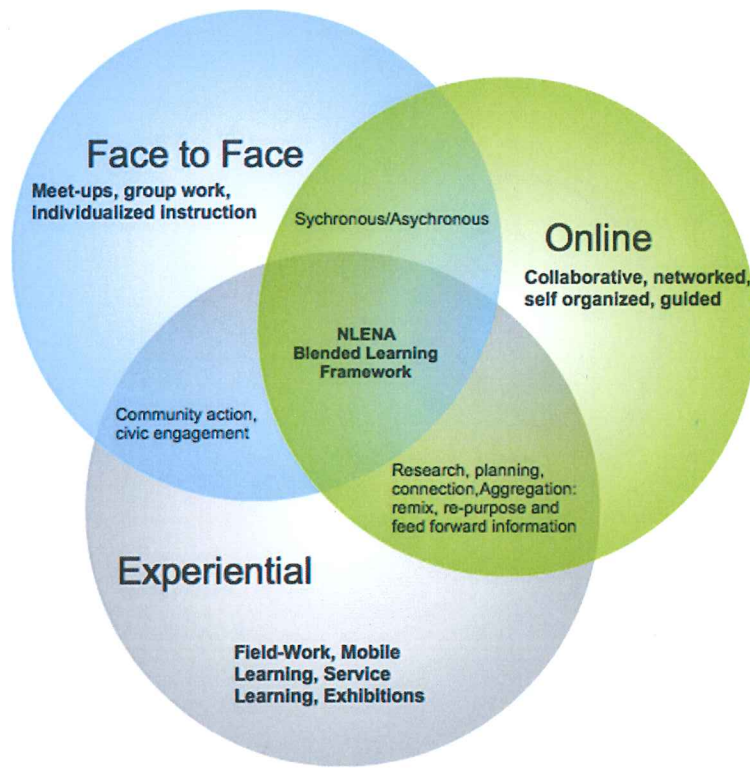 Face to Face
Meet-ups, group work,
individualized instruction
Sychronous/Asychronous
Online
Collaborative, networked,
self organized, guided
NLENA
Blended Learning
Framework
Community action,
civic engagement
Research, planning,
connection,Aggregation:
remix, re-purpose and
feed forward information
Experiential
Field-Work, Mobile
Learning, Service
Learning, Exhibitions